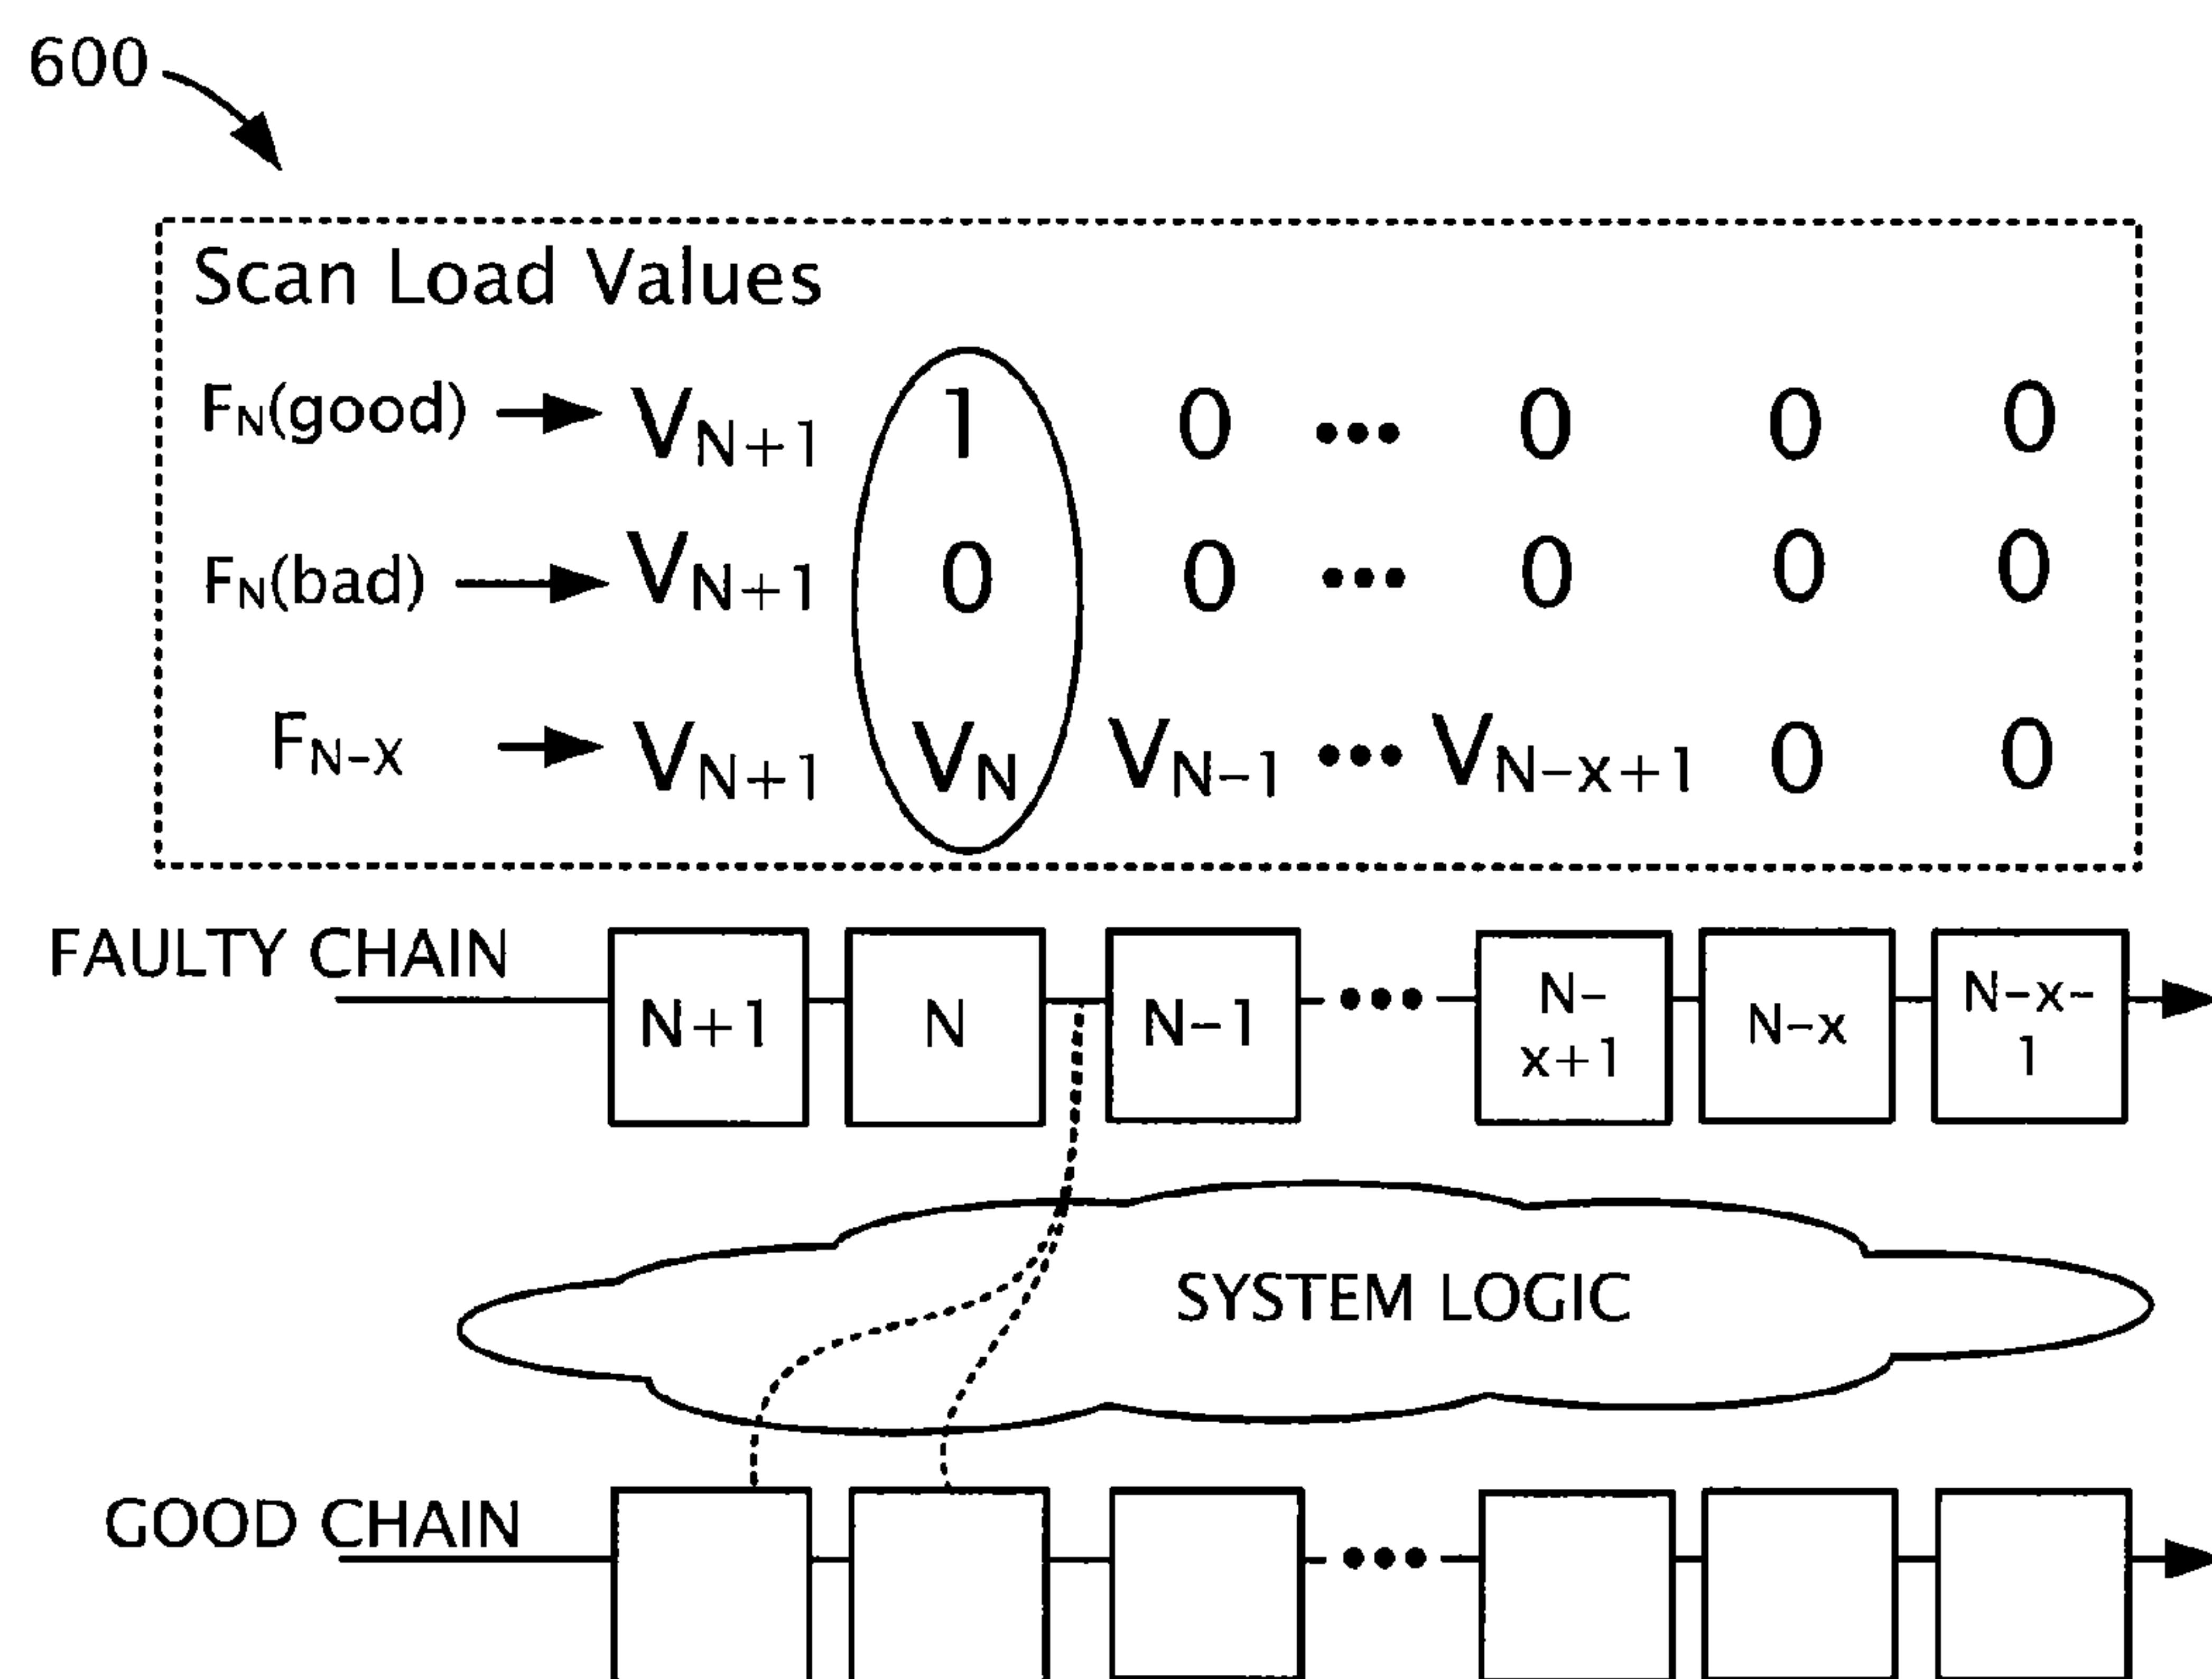 600
Scan Load Values
FN(good) VN+1 1 0 ••• 0 0 0
FN(bad) VN+1 0 0 ••• 0 0 0
FN-X VN+1 VN VN-1 ••• VN-x+1 0 0
FAULTY CHAIN
N+1 N N-1 ••• N-x+1 N-x N-x-1
SYSTEM LOGIC
GOOD CHAIN
•••